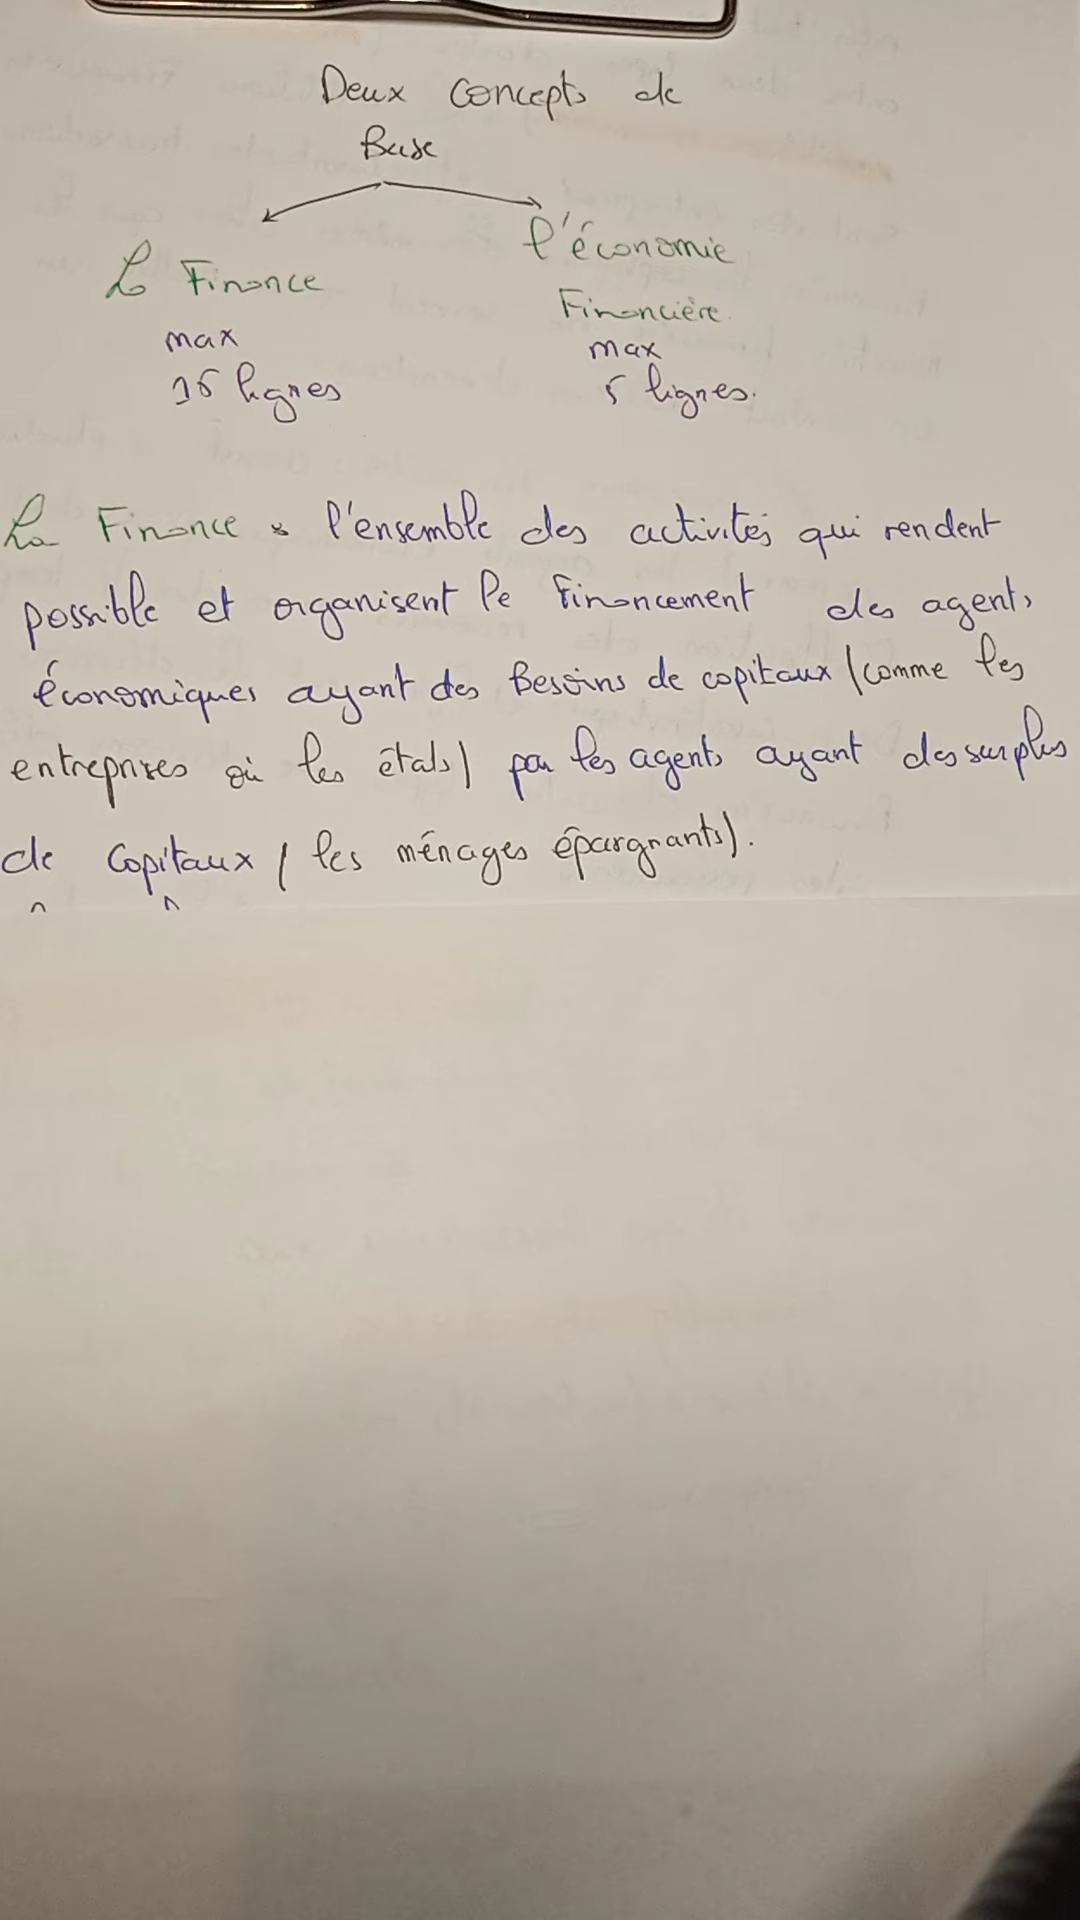 Deux concepts de
Base
La Finance
l'économie
Financière.
max
15 lignes
max
5 lignes.
La Finance : l'ensemble des activités qui rendent
possible et organisent le Financement des agents
économiques ayant des Besoins de capitaux (comme les
entreprises où les états) par les agents ayant des surplus
de capitaux (les ménages épargnants).